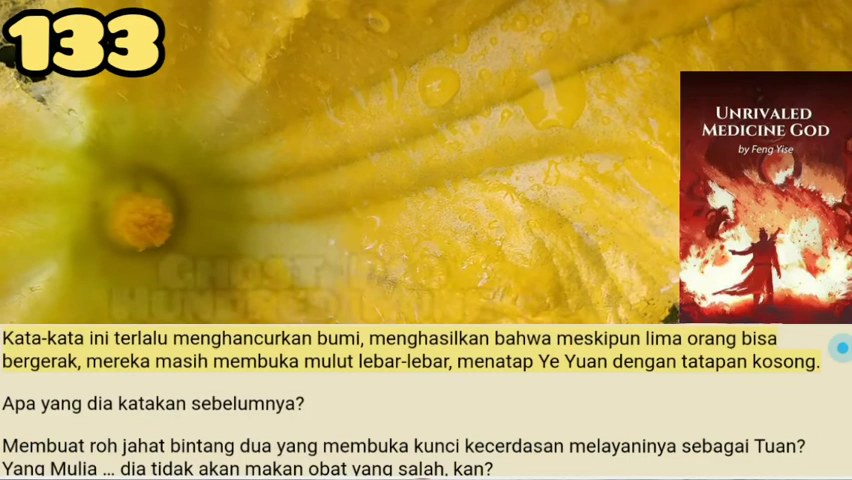 133
UNRIVALED
MEDICINE GOD
by Feng Yise
GHOST
HUNDRED
Kata-kata ini terlalu menghancurkan bumi, menghasilkan bahwa meskipun lima orang bisa
bergerak, mereka masih membuka mulut lebar-lebar, menatap Ye Yuan dengan tatapan kosong.
Apa yang dia katakan sebelumnya?
Membuat roh jahat bintang dua yang membuka kunci kecerdasan melayaninya sebagai Tuan?
Yang Mulia ... dia tidak akan makan obat yang salah, kan?